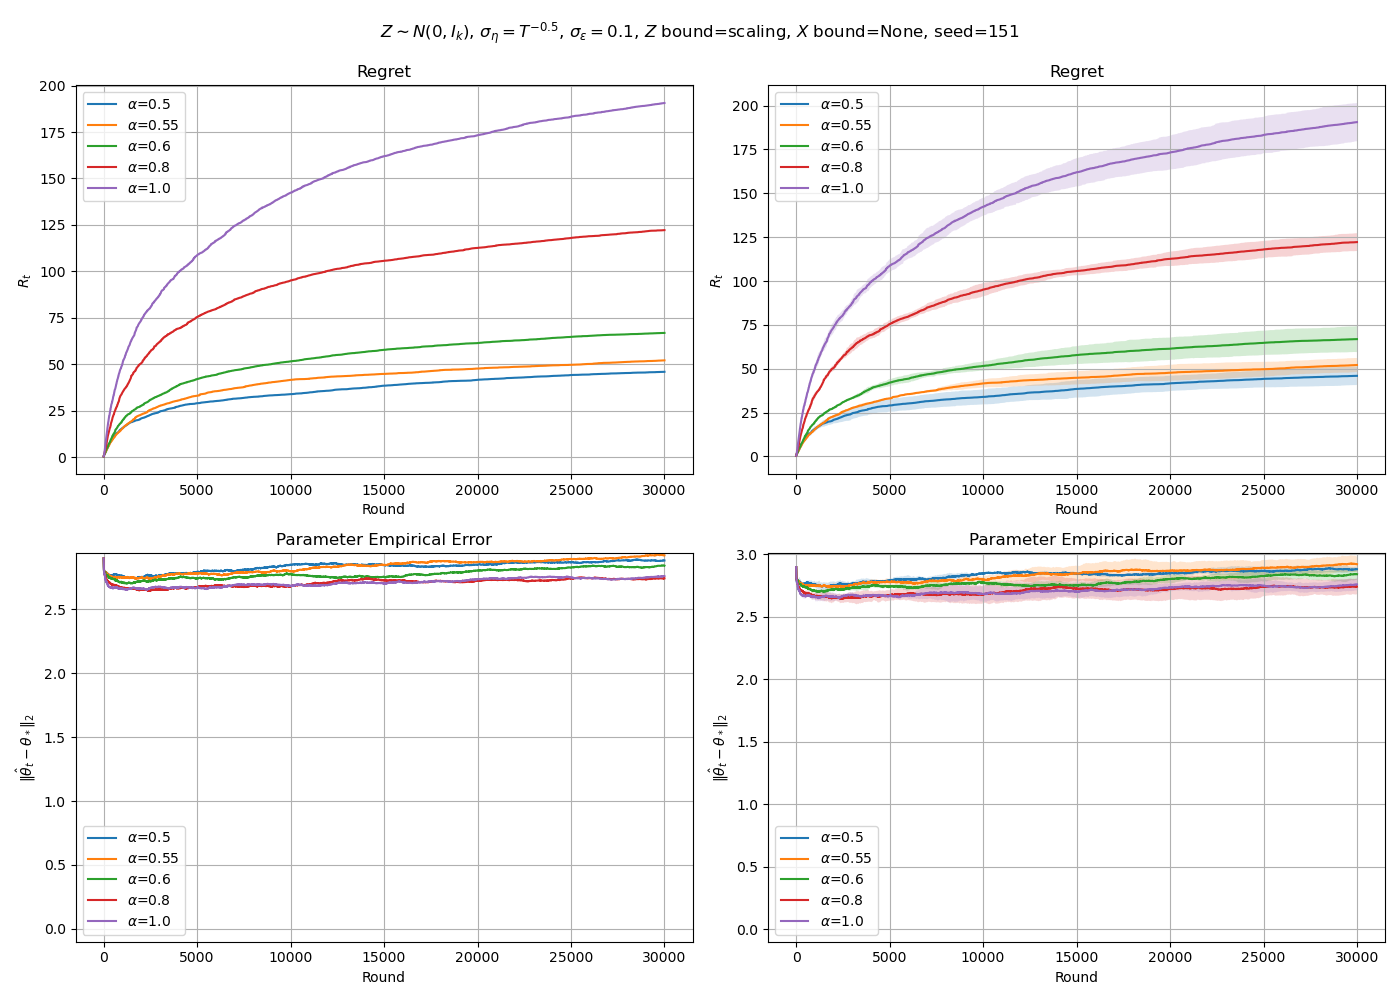 Z ∼ N(0, I_k), σ_η = T^{−0.5}, σ_ε = 0.1, Z bound=scaling, X bound=None, seed=151
Regret
R_t
200
175
150
125
100
75
50
25
0
α=0.5
α=0.55
α=0.6
α=0.8
α=1.0
0 5000 10000 15000 20000 25000 30000
Round
Regret
R_t
200
175
150
125
100
75
50
25
0
α=0.5
α=0.55
α=0.6
α=0.8
α=1.0
0 5000 10000 15000 20000 25000 30000
Round
Parameter Empirical Error
‖θ̂_t − θ_*‖_2
2.5
2.0
1.5
1.0
0.5
0.0
α=0.5
α=0.55
α=0.6
α=0.8
α=1.0
0 5000 10000 15000 20000 25000 30000
Round
Parameter Empirical Error
‖θ̂_t − θ_*‖_2
3.0
2.5
2.0
1.5
1.0
0.5
0.0
α=0.5
α=0.55
α=0.6
α=0.8
α=1.0
0 5000 10000 15000 20000 25000 30000
Round